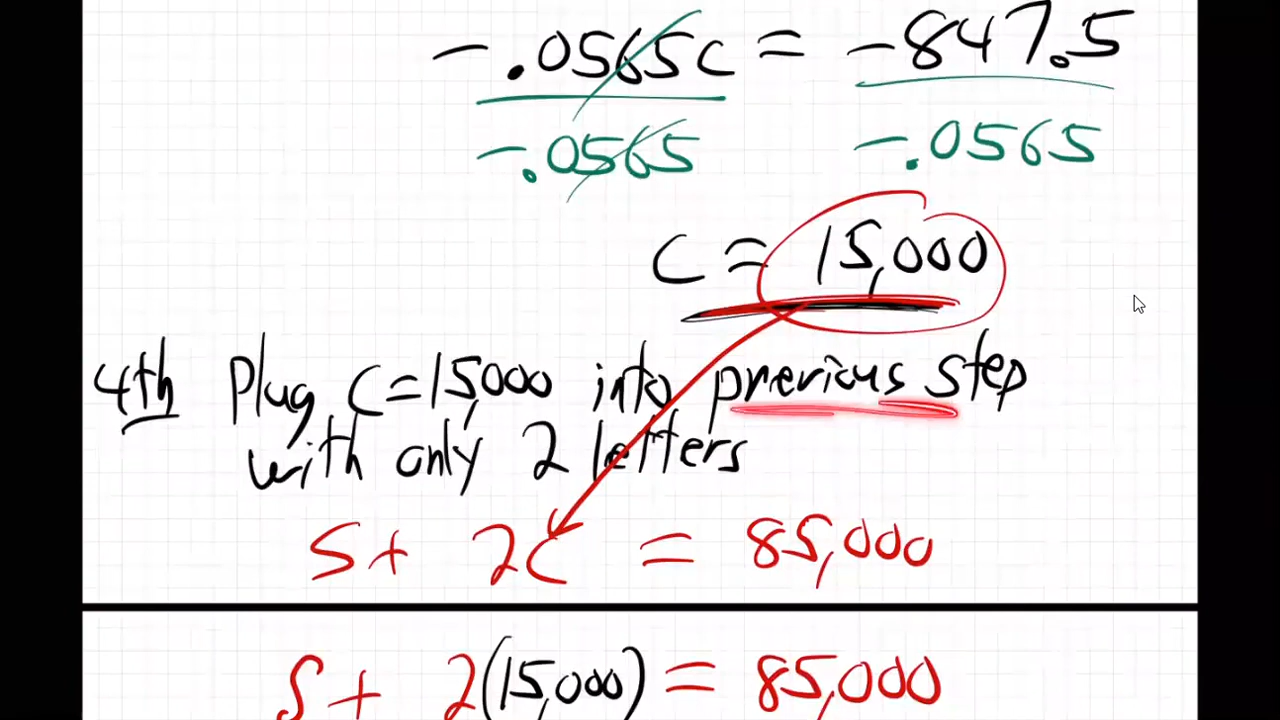 -.0565c = -847.5
-.0565 -.0565
C = 15,000
4th Plug C=15,000 into previous step
with only 2 letters
S + 2C = 85,000
S + 2(15,000) = 85,000